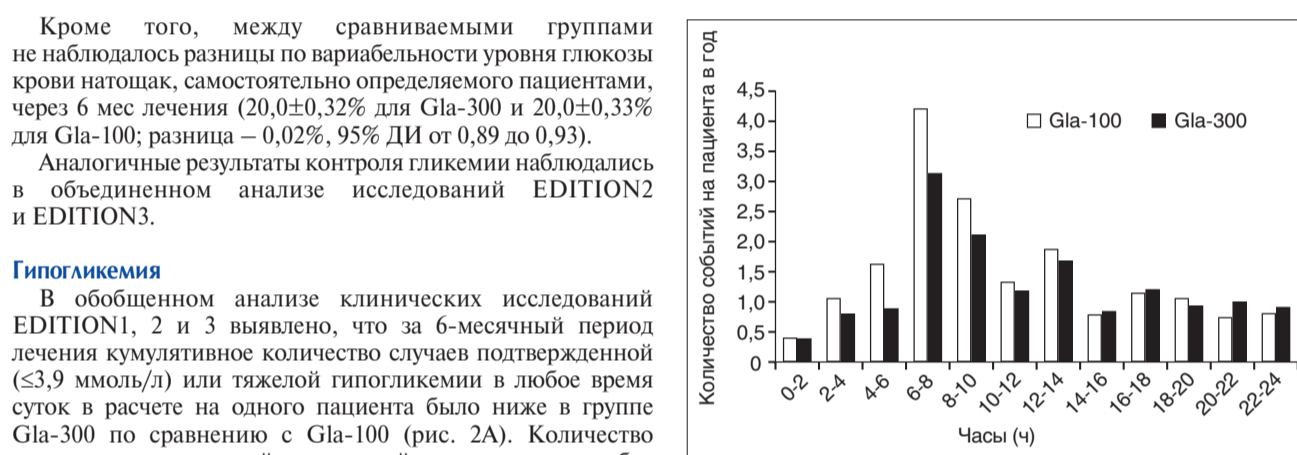 Кроме того, между сравниваемыми группами
не наблюдалось разницы по вариабельности уровня глюкозы
крови натощак, самостоятельно определяемого пациентами,
через 6 мес лечения (20,0±0,32% для Gla-300 и 20,0±0,33%
для Gla-100; разница – 0,02%, 95% ДИ от 0,89 до 0,93).
Аналогичные результаты контроля гликемии наблюдались
в объединенном анализе исследований EDITION2
и EDITION3.
Гипогликемия
В обобщенном анализе клинических исследований
EDITION1, 2 и 3 выявлено, что за 6-месячный период
лечения кумулятивное количество случаев подтвержденной
(≤3,9 ммоль/л) или тяжелой гипогликемии в любое время
суток в расчете на одного пациента было ниже в группе
Gla-300 по сравнению с Gla-100 (рис. 2А). Количество
Количество событий на пациента в год
4,5
4,0
3,5
3,0
2,5
2,0
1,5
1,0
0,5
0
Gla-100
Gla-300
0-2
2-4
4-6
6-8
8-10
10-12
12-14
14-16
16-18
18-20
20-22
22-24
Часы (ч)